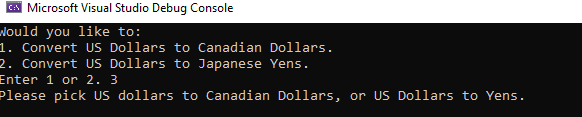 Microsoft Visual Studio Debug Console
Would you like to:
1. Convert US Dollars to Canadian Dollars.
2. Convert US Dollars to Japanese Yens.
Enter 1 or 2. 3
Please pick US dollars to Canadian Dollars, or US Dollars to Yens.